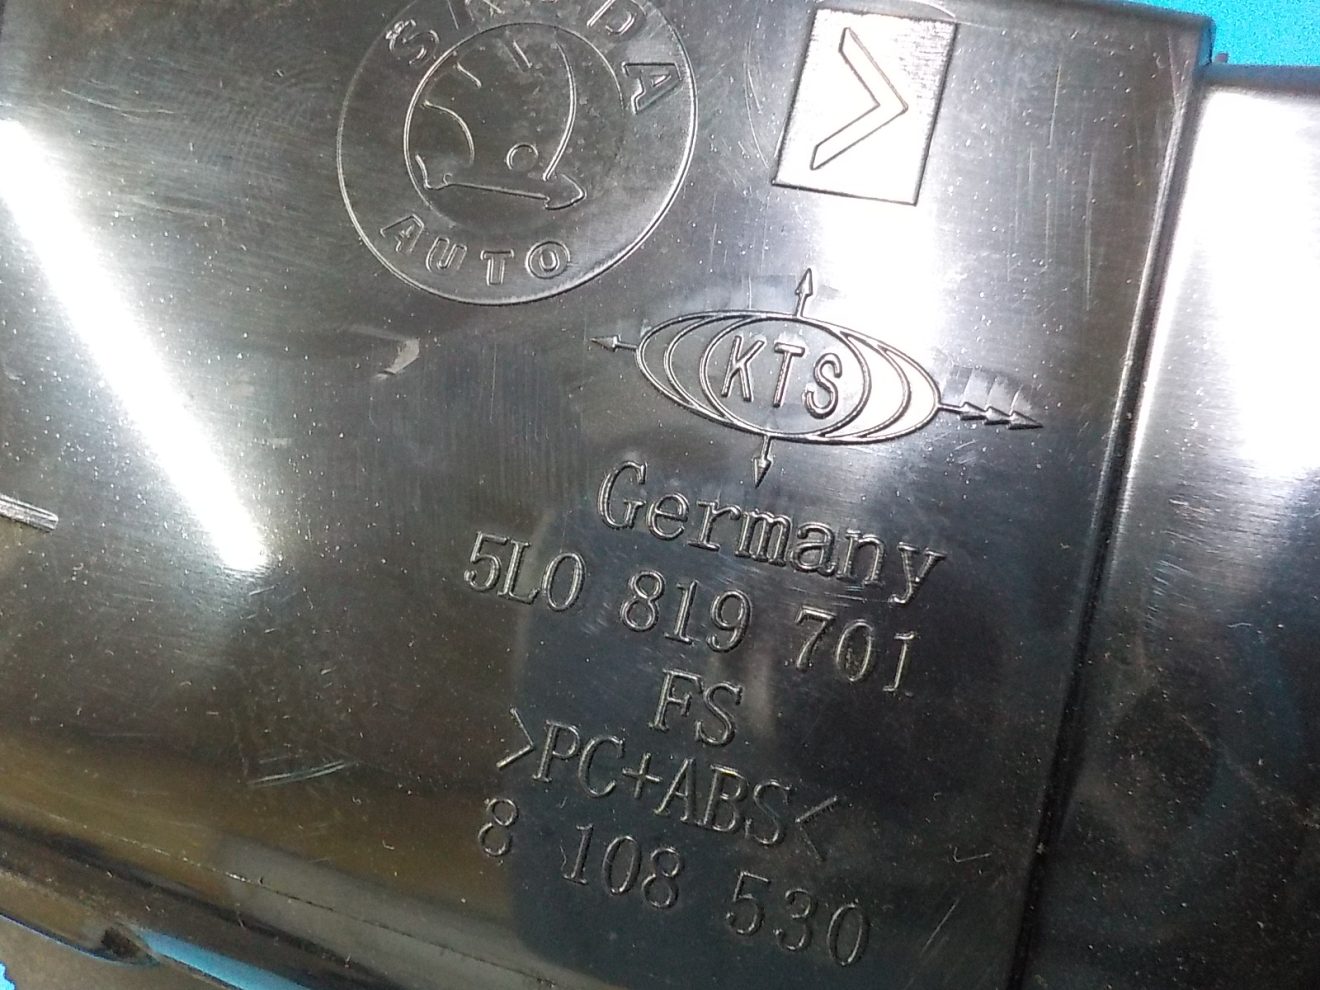 ŠKODA
AUTO
>
KTS
Germany
5L0 819 701
FS
>PC+ABS<
8 108 530